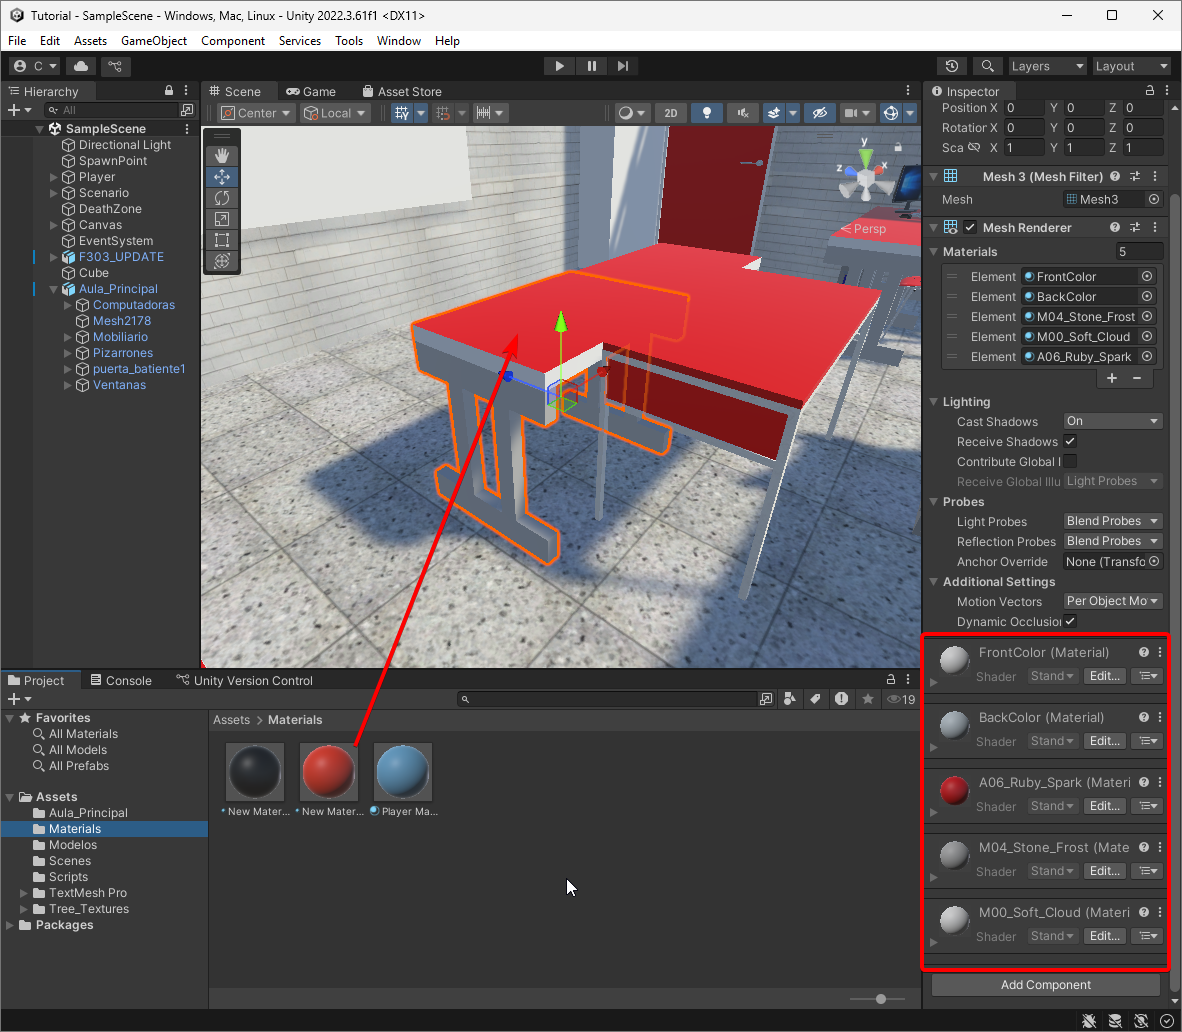 Tutorial - SampleScene - Windows, Mac, Linux - Unity 2022.3.61f1 <DX11>
File Edit Assets GameObject Component Services Tools Window Help
C Layers Layout
Hierarchy
All
SampleScene
Directional Light
SpawnPoint
Player
Scenario
DeathZone
Canvas
EventSystem
F303_UPDATE
Cube
Aula_Principal
Computadoras
Mesh2178
Mobiliario
Pizarrones
puerta_batiente1
Ventanas
Scene Game Asset Store
Center Local 2D
y
z x
Persp
Inspector
Position X 0 Y 0 Z 0
Rotation X 0 Y 0 Z 0
Sca X 1 Y 1 Z 1
Mesh 3 (Mesh Filter)
Mesh Mesh3
Mesh Renderer
Materials 5
Element FrontColor
Element BackColor
Element M04_Stone_Frost
Element M00_Soft_Cloud
Element A06_Ruby_Spark
+ -
Lighting
Cast Shadows On
Receive Shadows
Contribute Global I
Receive Global Illu Light Probes
Probes
Light Probes Blend Probes
Reflection Probes Blend Probes
Anchor Override None (Transfo
Additional Settings
Motion Vectors Per Object Mo
Dynamic Occlusion
FrontColor (Material)
Shader Stand Edit...
BackColor (Material)
Shader Stand Edit...
A06_Ruby_Spark (Materi
Shader Stand Edit...
M04_Stone_Frost (Mate
Shader Stand Edit...
M00_Soft_Cloud (Materi
Shader Stand Edit...
Add Component
Project Console Unity Version Control
19
Favorites
All Materials
All Models
All Prefabs
Assets
Aula_Principal
Materials
Modelos
Scenes
Scripts
TextMesh Pro
Tree_Textures
Packages
Assets > Materials
New Mater... New Mater... Player Ma...